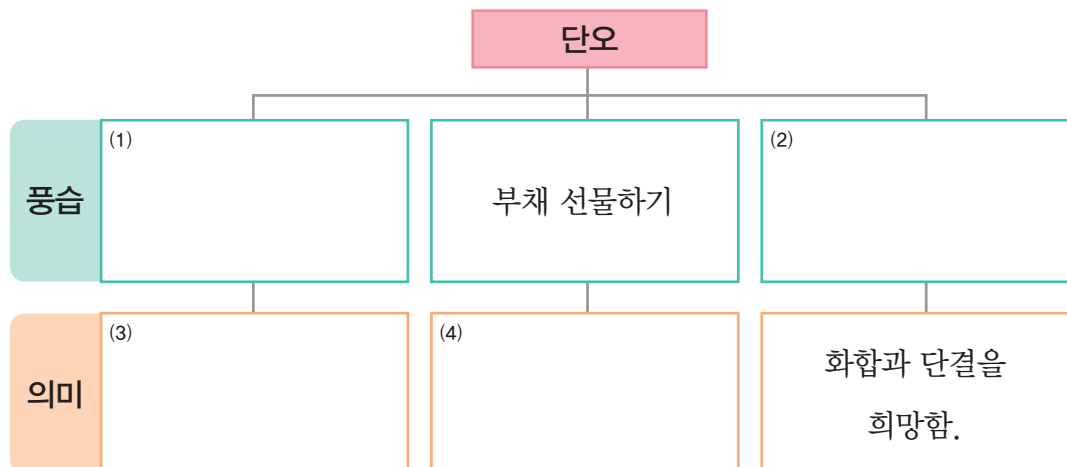 단오
풍습
(1)
부채 선물하기
(2)
의미
(3)
(4)
화합과 단결을
희망함.